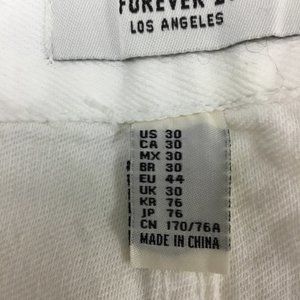 FOREVER 2
LOS ANGELES
US 30
CA 30
MX 30
BR 30
EU 44
UK 30
KR 76
JP 76
CN 170/76A
MADE IN CHINA